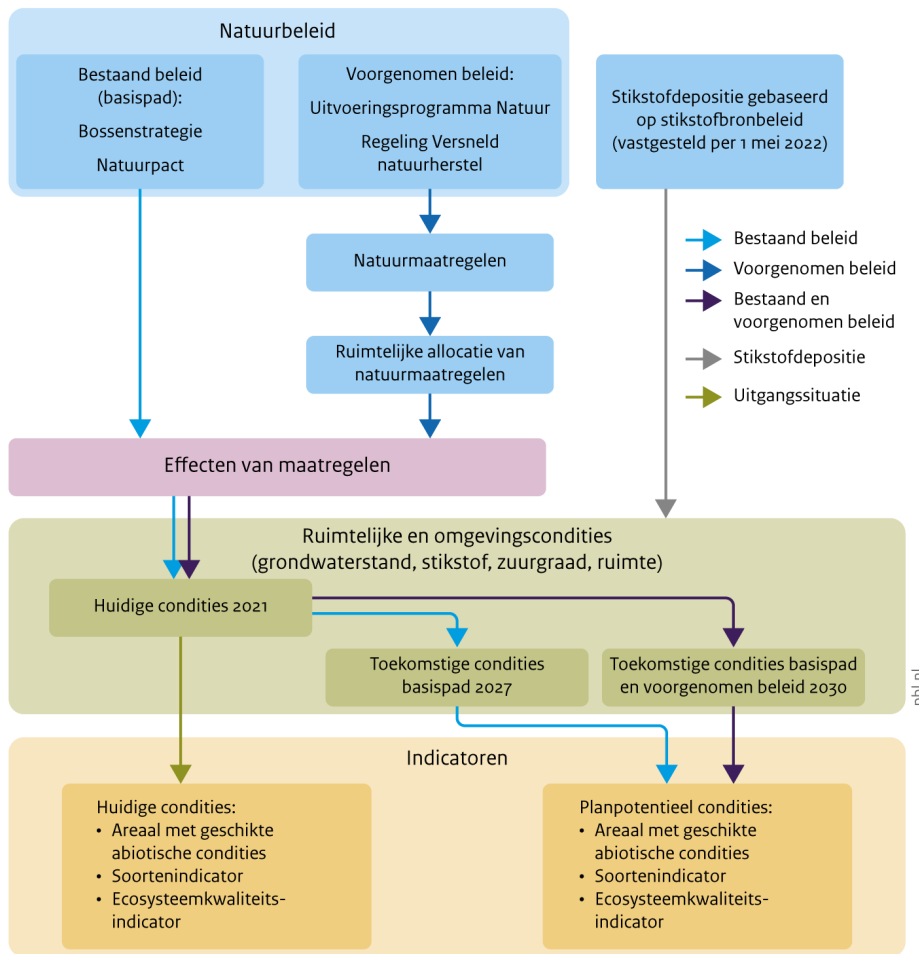 Natuurbeleid
Bestaand beleid
(basispad):
Bossenstrategie
Natuurpact
Voorgenomen beleid:
Uitvoeringsprogramma Natuur
Regeling Versneld
natuurherstel
Stikstofdepositie gebaseerd
op stikstofbronbeleid
(vastgesteld per 1 mei 2022)
Bestaand beleid
Voorgenomen beleid
Bestaand en
voorgenomen beleid
Stikstofdepositie
Uitgangssituatie
Natuurmaatregelen
Ruimtelijke allocatie van
natuurmaatregelen
Effecten van maatregelen
Ruimtelijke en omgevingscondities
(grondwaterstand, stikstof, zuurgraad, ruimte)
Huidige condities 2021
Toekomstige condities
basispad 2027
Toekomstige condities basispad
en voorgenomen beleid 2030
pbl.nl
Indicatoren
Huidige condities:
• Areaal met geschikte
abiotische condities
• Soortenindicator
• Ecosysteemkwaliteits-
indicator
Planpotentieel condities:
• Areaal met geschikte
abiotische condities
• Soortenindicator
• Ecosysteemkwaliteits-
indicator